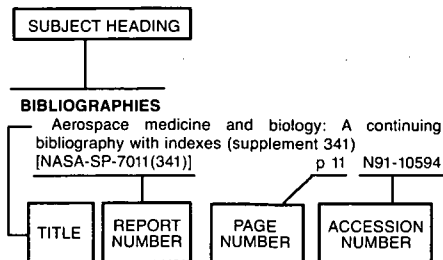 SUBJECT HEADING
BIBLIOGRAPHIES
Aerospace medicine and biology: A continuing
bibliography with indexes (supplement 341)
[NASA-SP-7011(341)] p 11 N91-10594
TITLE
REPORT
NUMBER
PAGE
NUMBER
ACCESSION
NUMBER